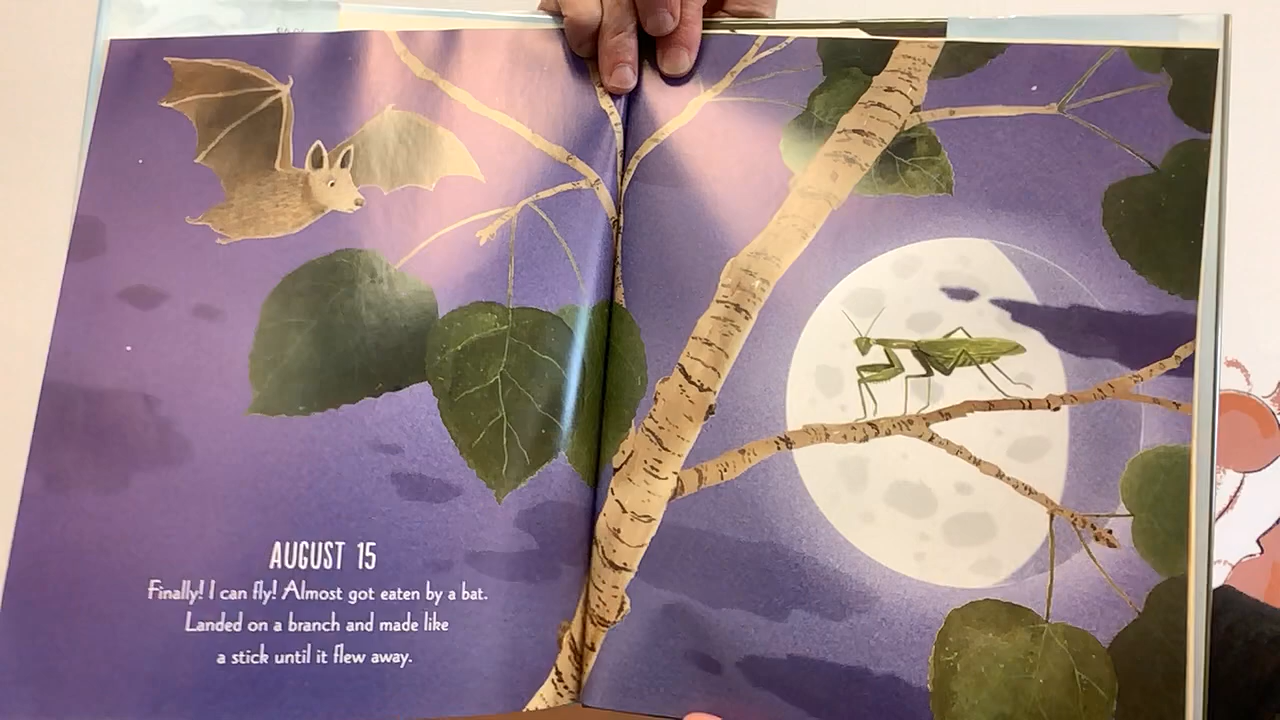 AUGUST 15
Finally! I can fly! Almost got eaten by a bat.
Landed on a branch and made like
a stick until it flew away.